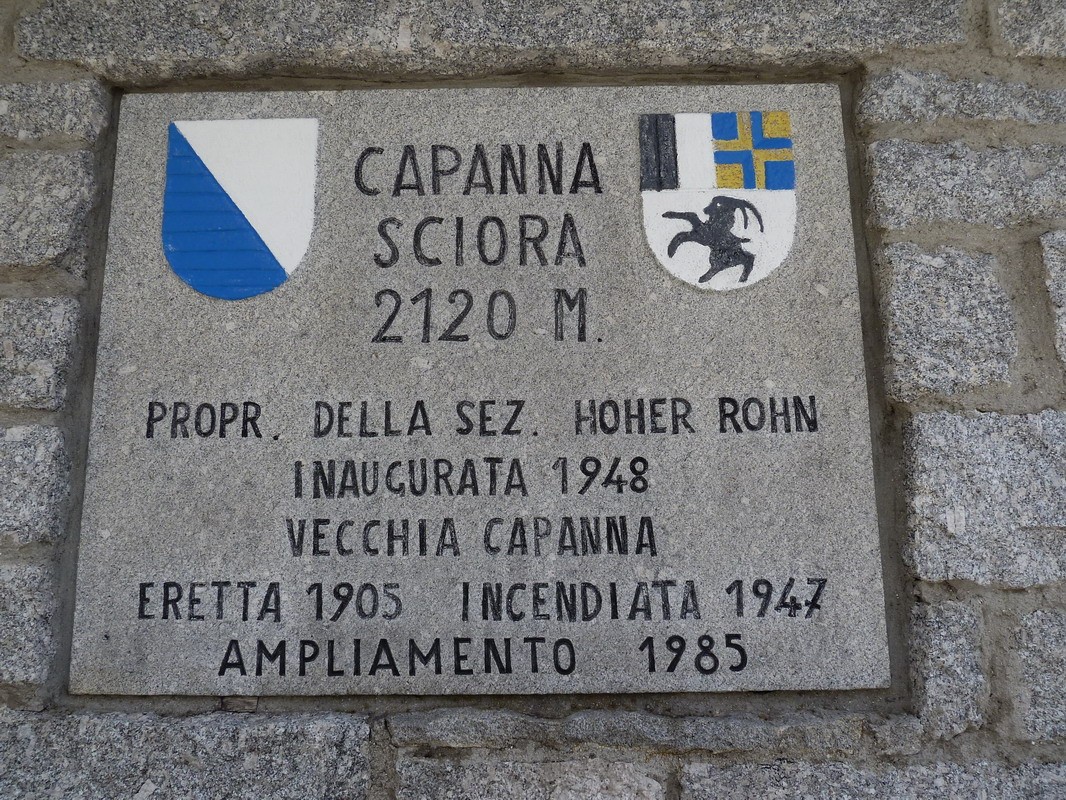 CAPANNA
SCIORA
2120 M.
PROPR. DELLA SEZ. HOHER ROHN
INAUGURATA 1948
VECCHIA CAPANNA
ERETTA 1905 INCENDIATA 1947
AMPLIAMENTO 1985